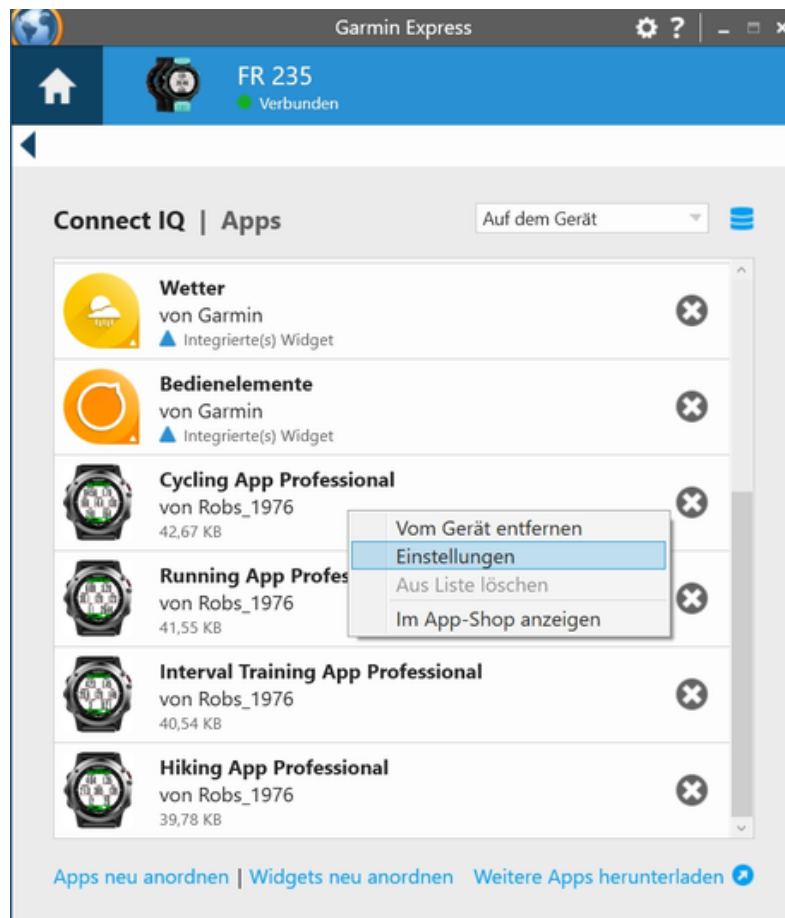 Garmin Express
?
FR 235
Verbunden
Connect IQ | Apps
Auf dem Gerät
Wetter
von Garmin
Integrierte(s) Widget
Bedienelemente
von Garmin
Integrierte(s) Widget
Cycling App Professional
von Robs_1976
42,67 KB
Vom Gerät entfernen
Einstellungen
Aus Liste löschen
Im App-Shop anzeigen
Running App Profes
von Robs_1976
41,55 KB
Interval Training App Professional
von Robs_1976
40,54 KB
Hiking App Professional
von Robs_1976
39,78 KB
Apps neu anordnen | Widgets neu anordnen Weitere Apps herunterladen